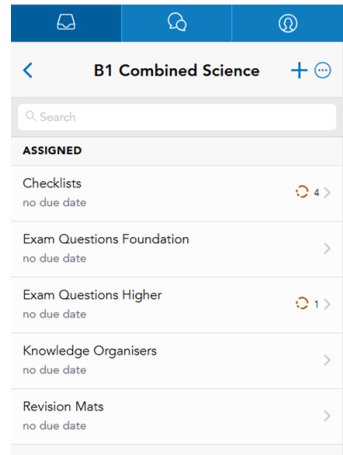 B1 Combined Science
Search
ASSIGNED
Checklists
no due date
4
Exam Questions Foundation
no due date
Exam Questions Higher
no due date
1
Knowledge Organisers
no due date
Revision Mats
no due date